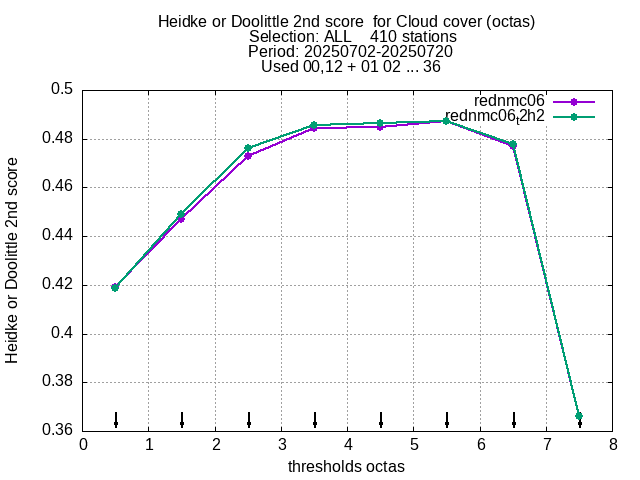 Heidke or Doolittle 2nd score  for Cloud cover (octas)
Selection: ALL    410 stations
Period: 20250702-20250720
Used 00,12 + 01 02 ... 36
rednmc06
rednmc06t2h2
Heidke or Doolittle 2nd score
0.5
0.48
0.46
0.44
0.42
0.4
0.38
0.36
0 1 2 3 4 5 6 7 8
thresholds octas